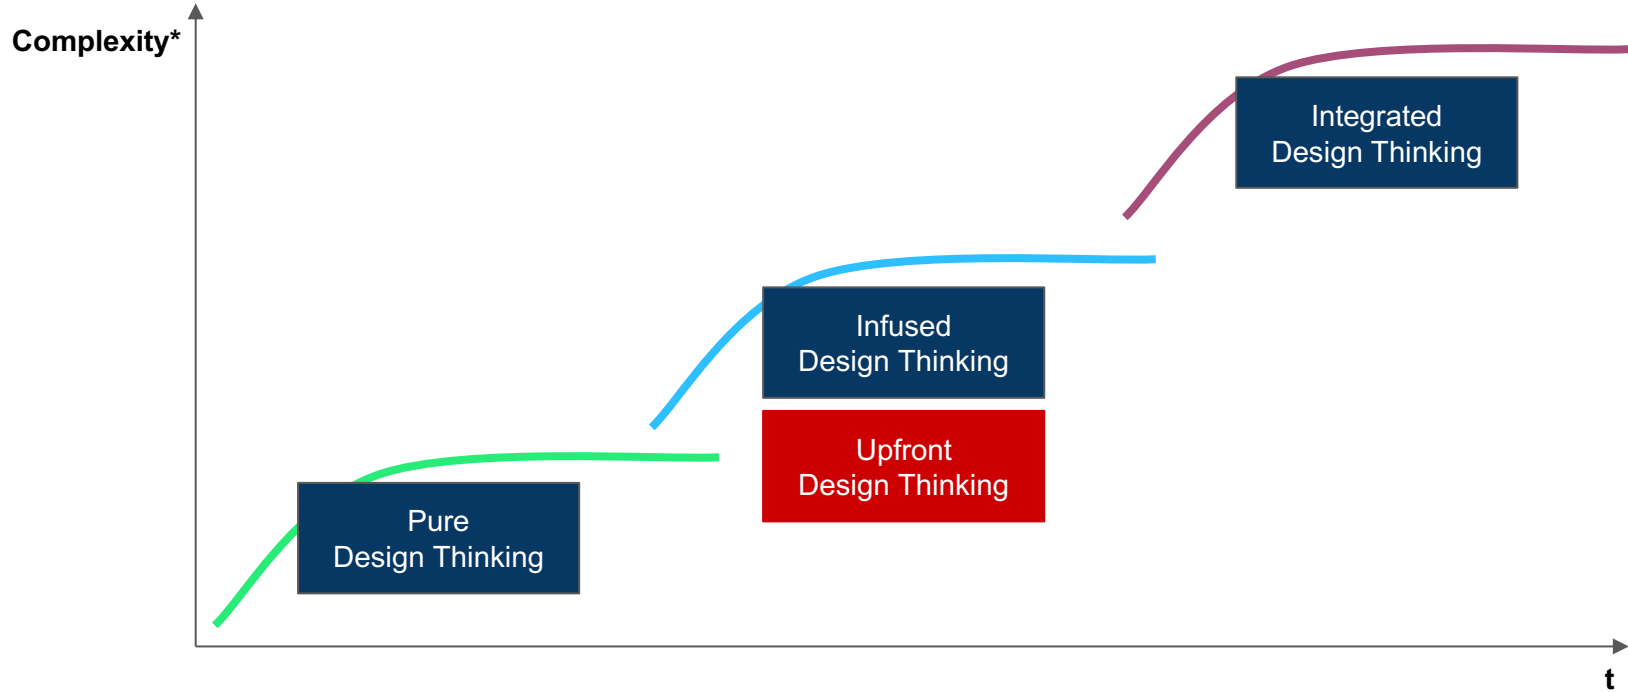 Complexity*
Integrated
Design Thinking
Infused
Design Thinking
Upfront
Design Thinking
Pure
Design Thinking
t